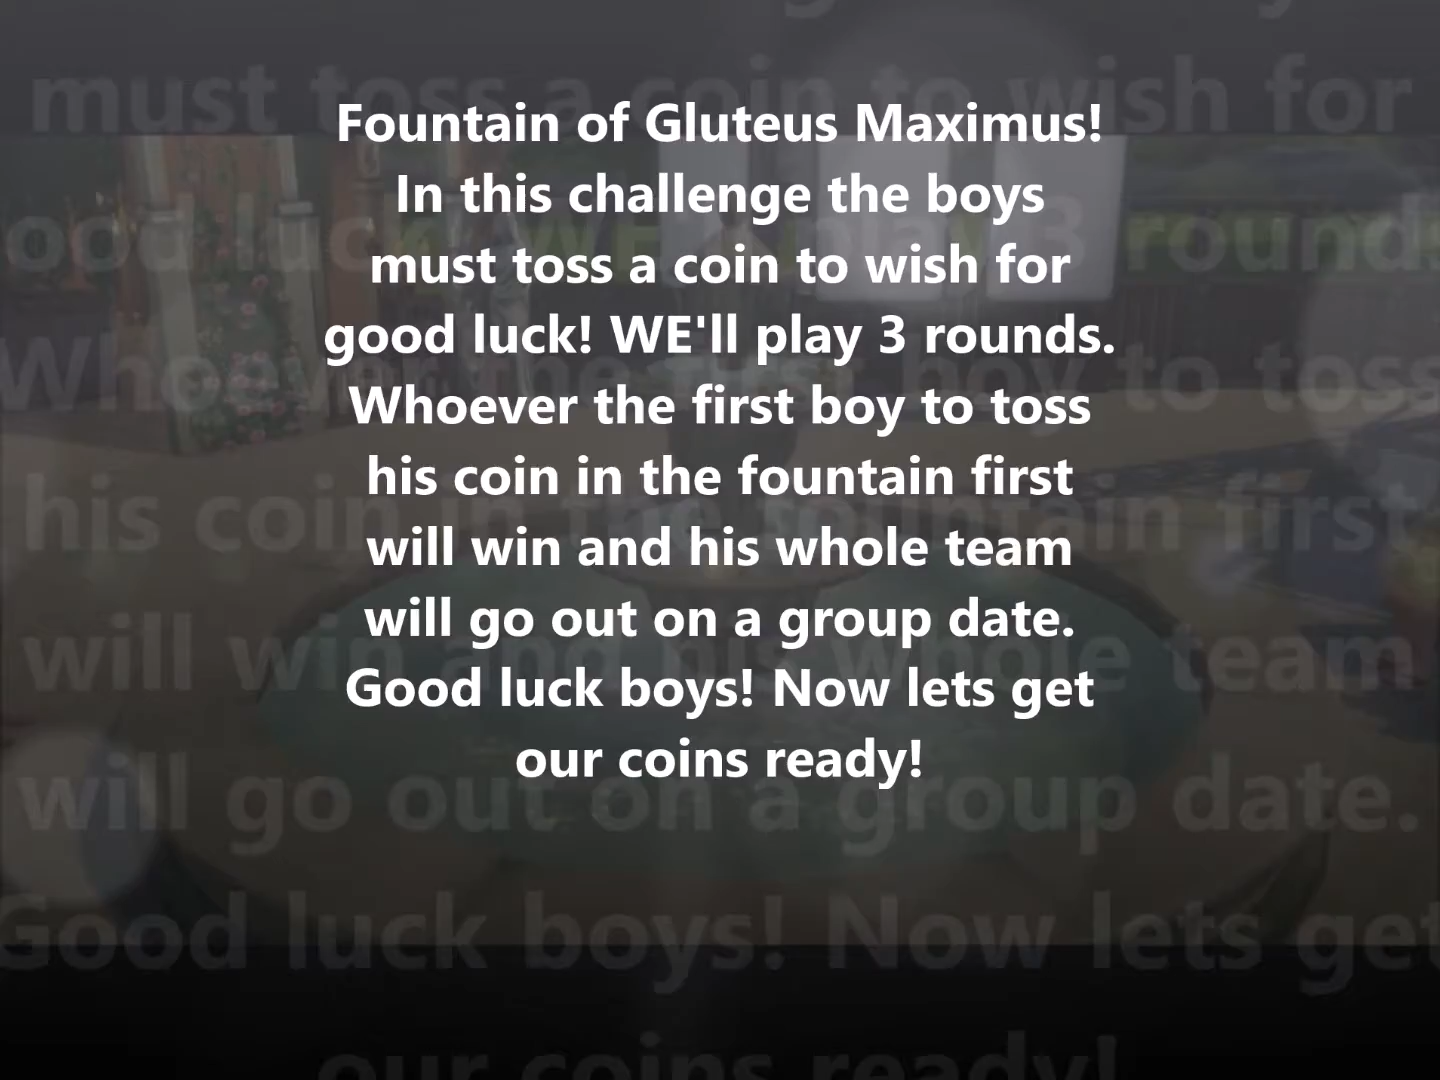 Fountain of Gluteus Maximus!
In this challenge the boys
must toss a coin to wish for
good luck! WE'll play 3 rounds.
Whoever the first boy to toss
his coin in the fountain first
will win and his whole team
will go out on a group date.
Good luck boys! Now lets get
our coins ready!